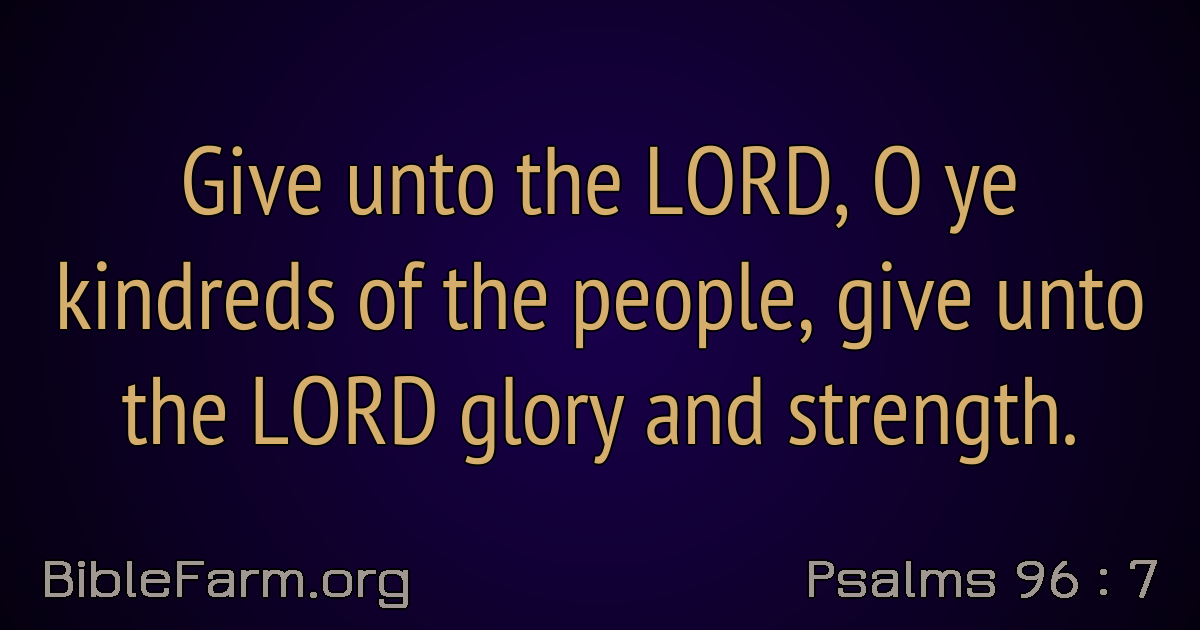 Give unto the LORD, O ye
kindreds of the people, give unto
the LORD glory and strength.
BibleFarm.org
Psalms 96 : 7